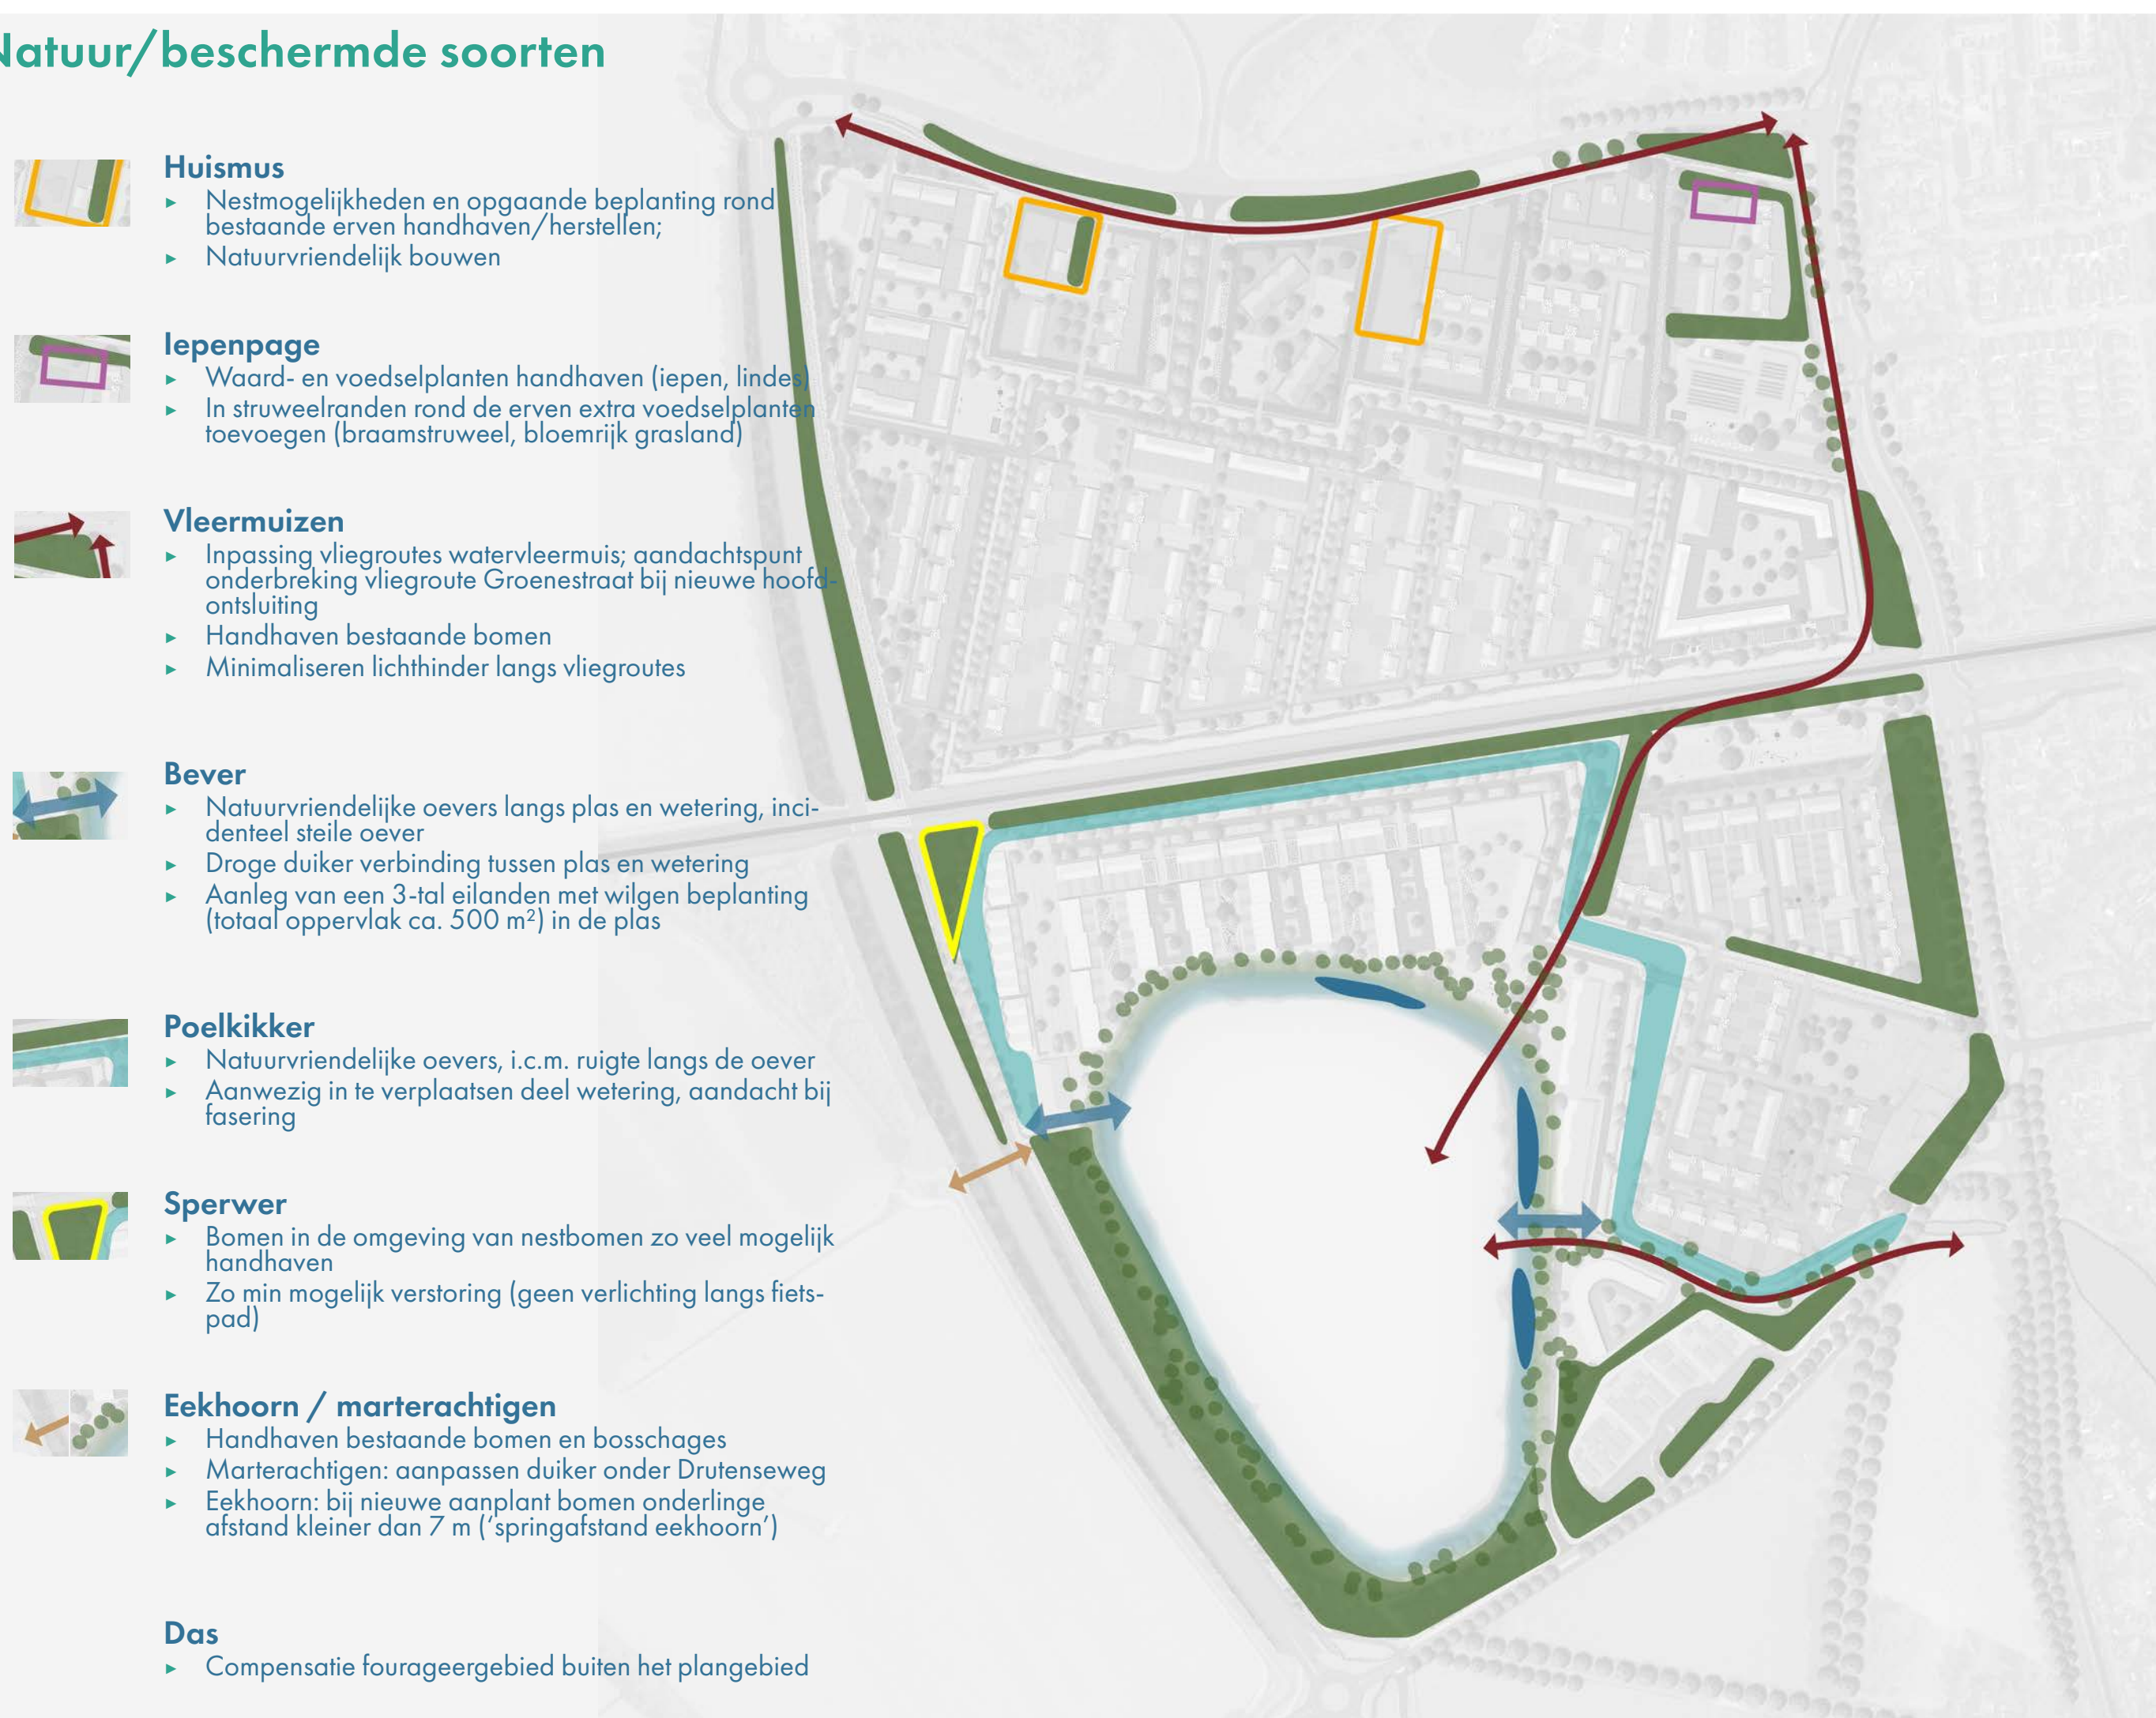 Natuur/beschermde soorten
Huismus
▸ Nestmogelijkheden en opgaande beplanting rond
bestaande erven handhaven/herstellen;
▸ Natuurvriendelijk bouwen
Iepenpage
▸ Waard- en voedselplanten handhaven (iepen, lindes)
▸ In struweelranden rond de erven extra voedselplanten
toevoegen (braamstruweel, bloemrijk grasland)
Vleermuizen
▸ Inpassing vliegroutes watervleermuis; aandachtspunt
onderbreking vliegroute Groenestraat bij nieuwe hoofd-
ontsluiting
▸ Handhaven bestaande bomen
▸ Minimaliseren lichthinder langs vliegroutes
Bever
▸ Natuurvriendelijke oevers langs plas en wetering, inci-
denteel steile oever
▸ Droge duiker verbinding tussen plas en wetering
▸ Aanleg van een 3-tal eilanden met wilgen beplanting
(totaal oppervlak ca. 500 m²) in de plas
Poelkikker
▸ Natuurvriendelijke oevers, i.c.m. ruigte langs de oever
▸ Aanwezig in te verplaatsen deel wetering, aandacht bij
fasering
Sperwer
▸ Bomen in de omgeving van nestbomen zo veel mogelijk
handhaven
▸ Zo min mogelijk verstoring (geen verlichting langs fiets-
pad)
Eekhoorn / marterachtigen
▸ Handhaven bestaande bomen en bosschages
▸ Marterachtigen: aanpassen duiker onder Drutenseweg
▸ Eekhoorn: bij nieuwe aanplant bomen onderlinge
afstand kleiner dan 7 m ('springafstand eekhoorn')
Das
▸ Compensatie fourageergebied buiten het plangebied